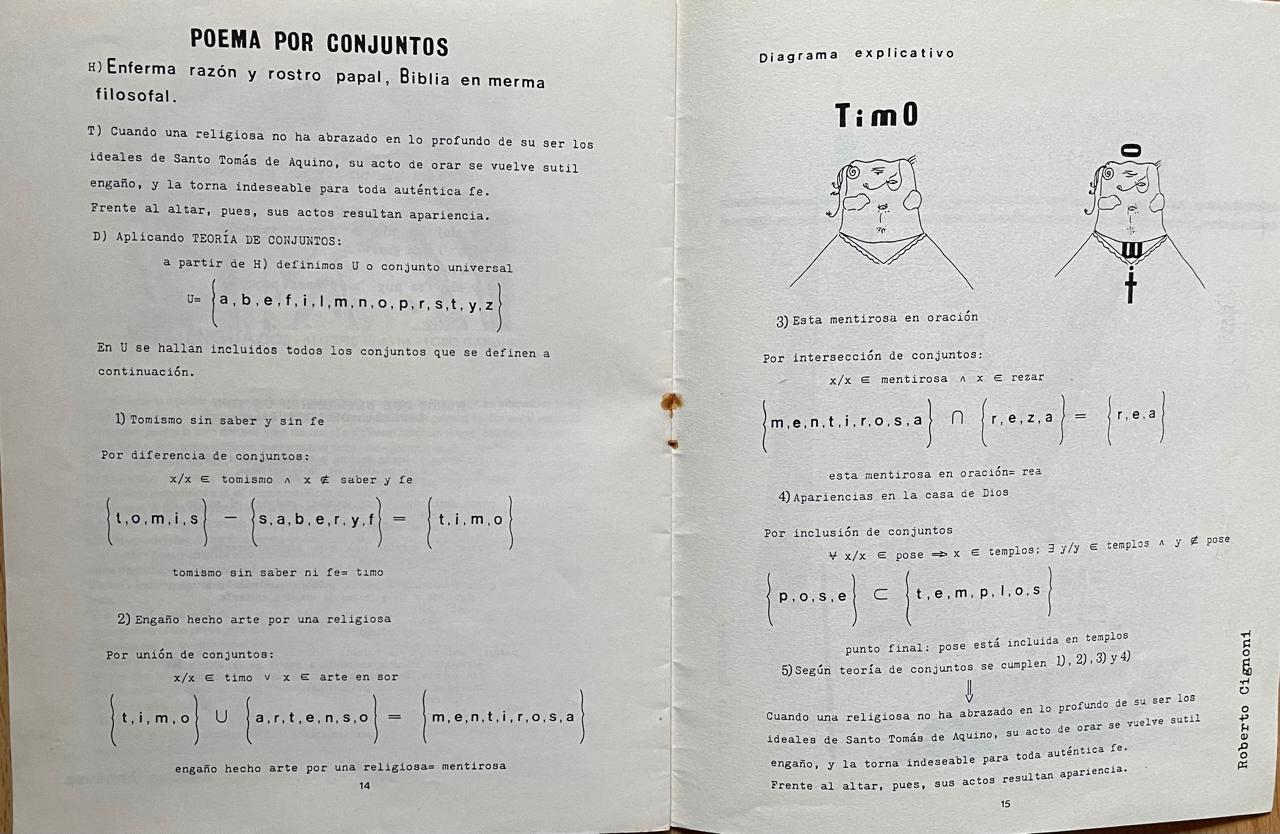 POEMA POR CONJUNTOS
H) Enferma razón y rostro papal, Biblia en merma
filosofal.
T) Cuando una religiosa no ha abrazado en lo profundo de su ser los
ideales de Santo Tomás de Aquino, su acto de orar se vuelve sutil
engaño, y la torna indeseable para toda auténtica fe.
Frente al altar, pues, sus actos resultan apariencia.
D) Aplicando TEORÍA DE CONJUNTOS:
a partir de H) definimos U o conjunto universal
U= {a,b,e,f,i,l,m,n,o,p,r,s,t,y,z}
En U se hallan incluidos todos los conjuntos que se definen a
continuación.
1) Tomismo sin saber y sin fe
Por diferencia de conjuntos:
x/x ∈ tomismo ∧ x ∉ saber y fe
{t,o,m,i,s} — {s,a,b,e,r,y,f} = {t,i,m,o}
tomismo sin saber ni fe= timo
2) Engaño hecho arte por una religiosa
Por unión de conjuntos:
x/x ∈ timo ∨ x ∈ arte en sor
{t,i,m,o} ∪ {a,r,t,e,n,s,o} = {m,e,n,t,i,r,o,s,a}
engaño hecho arte por una religiosa= mentirosa
14
Diagrama explicativo
TimO
O
m
i
t
3) Esta mentirosa en oración
Por intersección de conjuntos:
x/x ∈ mentirosa ∧ x ∈ rezar
{m,e,n,t,i,r,o,s,a} ∩ {r,e,z,a} = {r,e,a}
esta mentirosa en oración= rea
4) Apariencias en la casa de Dios
Por inclusión de conjuntos
∀ x/x ∈ pose ⇒ x ∈ templos; ∃ y/y ∈ templos ∧ y ∉ pose
{p,o,s,e} ⊂ {t,e,m,p,l,o,s}
punto final: pose está incluida en templos
5) Según teoría de conjuntos se cumplen 1), 2), 3) y 4)
⇓
Cuando una religiosa no ha abrazado en lo profundo de su ser los
ideales de Santo Tomás de Aquino, su acto de orar se vuelve sutil
engaño, y la torna indeseable para toda auténtica fe.
Frente al altar, pues, sus actos resultan apariencia.
15
Roberto Cignoni